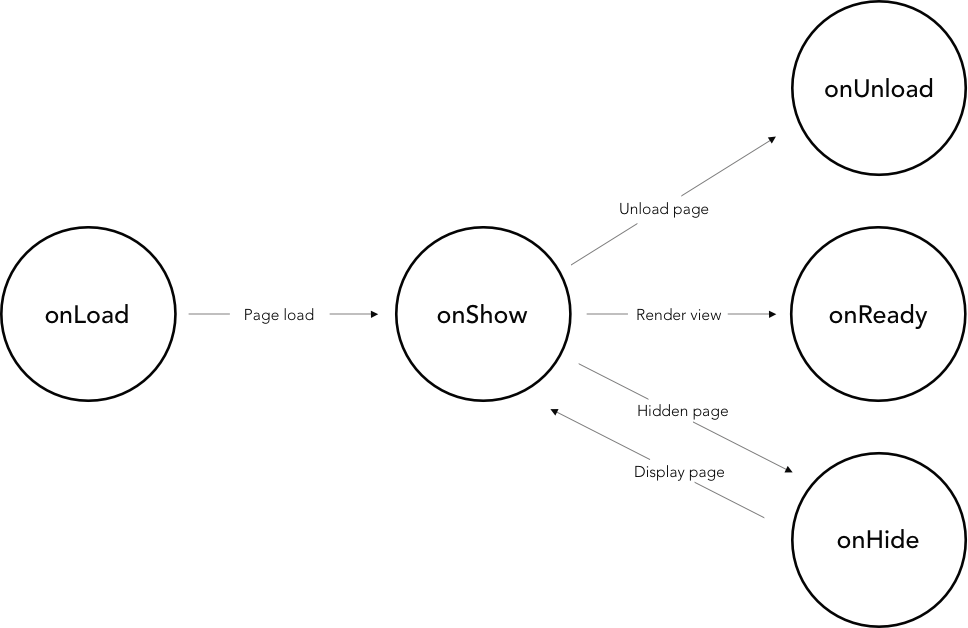 onUnload
Unload page
onLoad
Page load
onShow
Render view
onReady
Hidden page
Display page
onHide